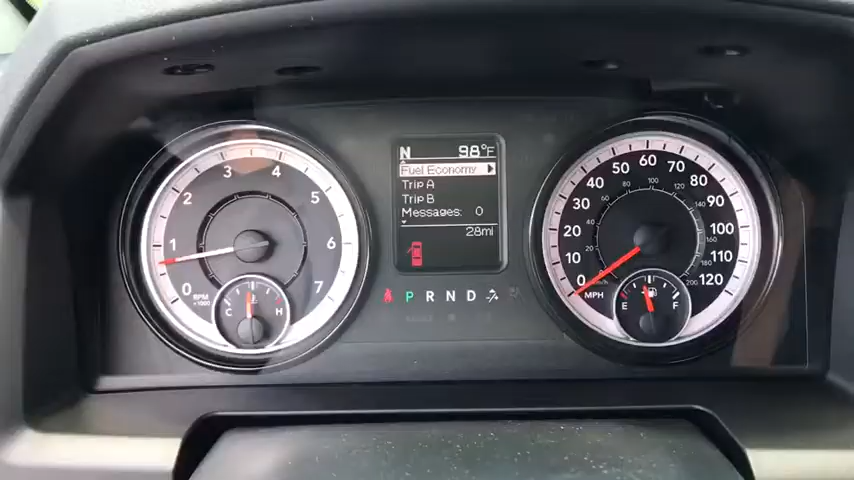 N 98°F
Fuel Economy
Trip A
Trip B
Messages: 0
28mi
0 1 2 3 4 5 6 7
RPM
x1000
C H
P R N D
0 10 20 30 40 50 60 70 80 90 100 110 120
20 40 60 80 100 120 140 160 180 200
MPH km/h
E F